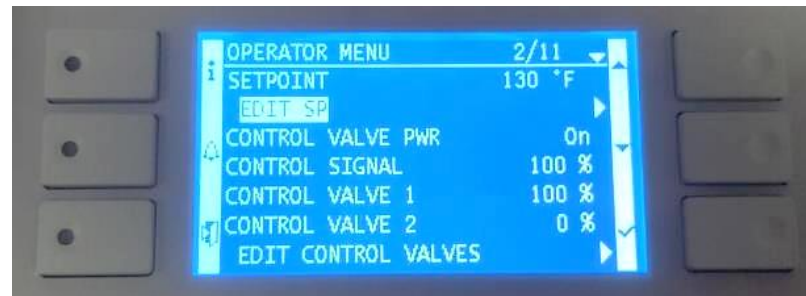 OPERATOR MENU 2/11
SETPOINT 130 °F
EDIT SP
CONTROL VALVE PWR On
CONTROL SIGNAL 100 %
CONTROL VALVE 1 100 %
CONTROL VALVE 2 0 %
EDIT CONTROL VALVES